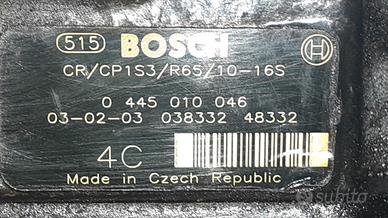 515 BOSCH
CR/CP1S3/R65/10-16S
0 445 010 046
03-02-03 038332 48332
4C
Made in Czech Republic
subito